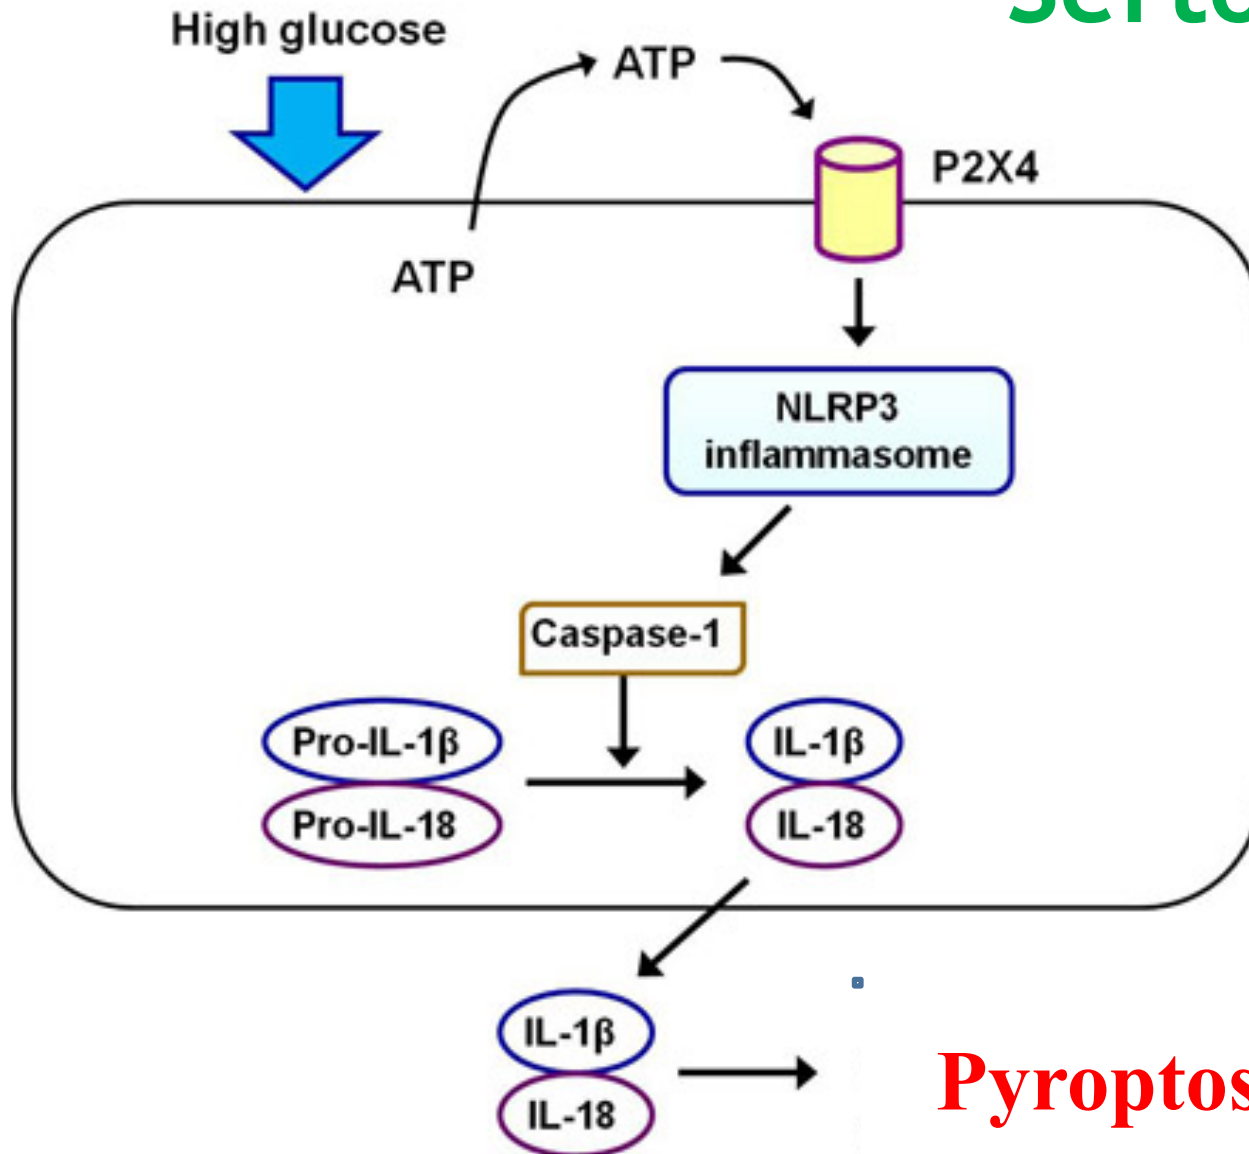 High glucose
ATP
P2X4
ATP
NLRP3
inflammasome
Caspase-1
Pro-IL-1β
IL-1β
Pro-IL-18
IL-18
IL-1β
IL-18